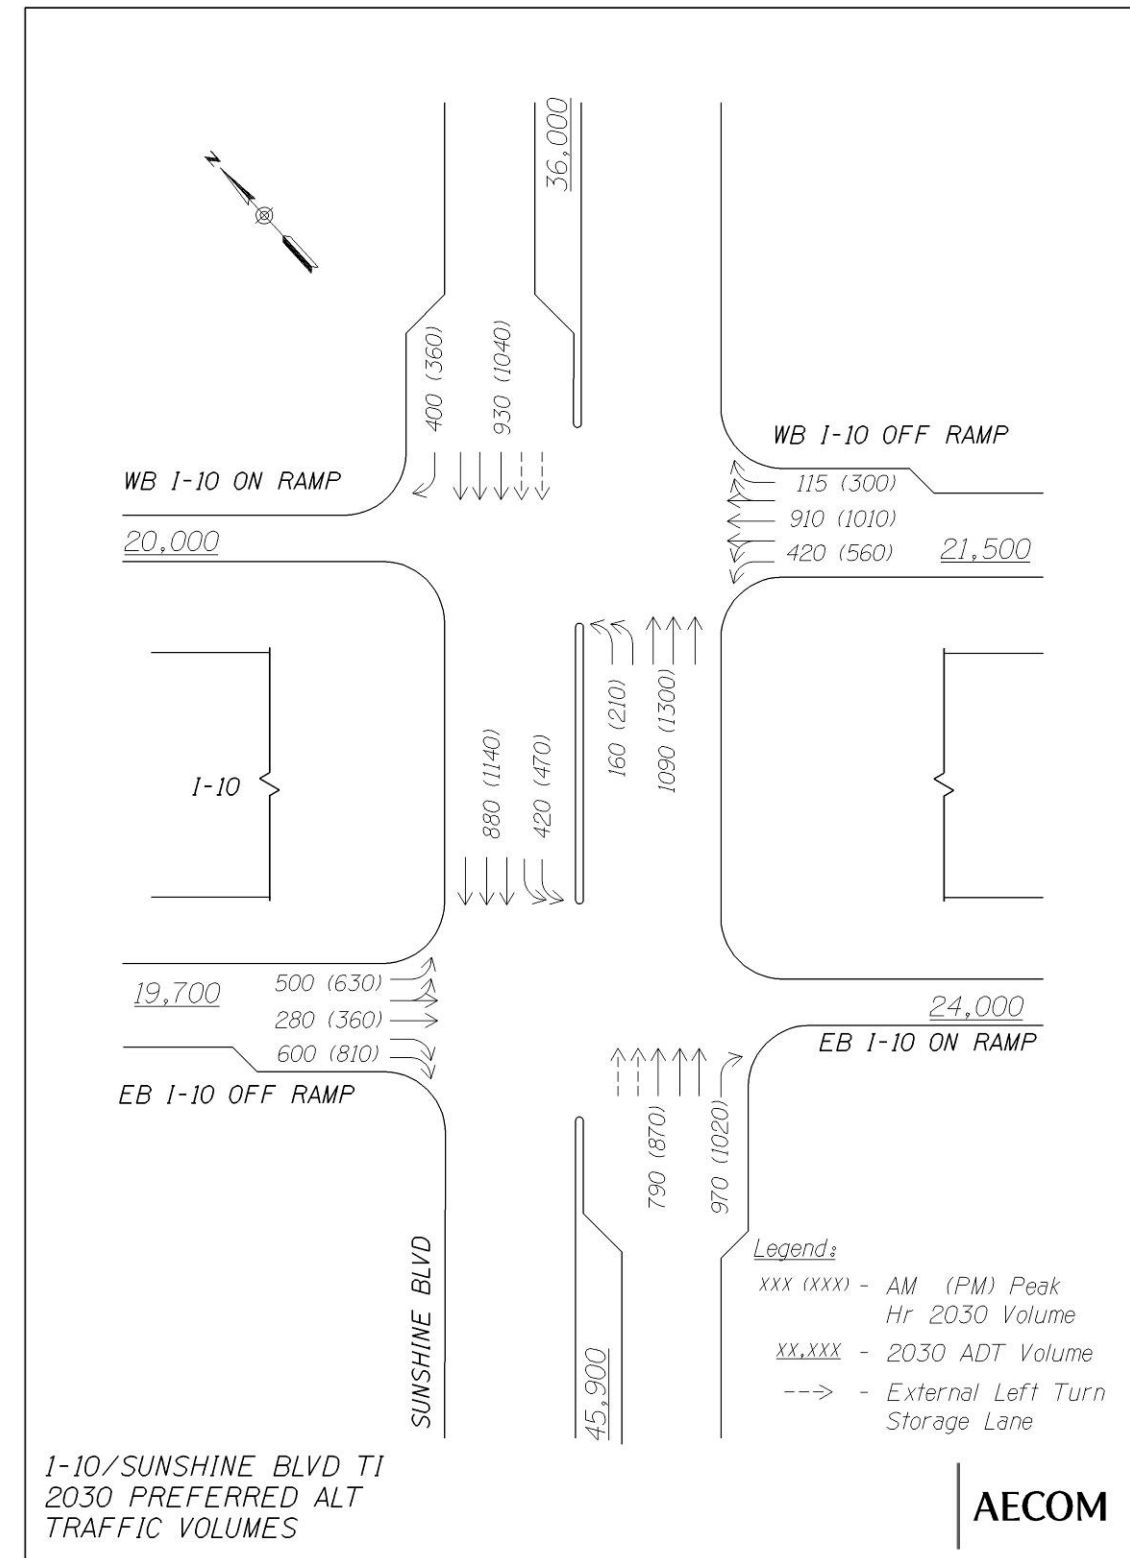 36,000
N
400 (360)
930 (1040)
WB I-10 OFF RAMP
WB I-10 ON RAMP
115 (300)
910 (1010)
420 (560)
20,000
21,500
160 (210)
1090 (1300)
880 (1140)
420 (470)
I-10
500 (630)
19,700
280 (360)
24,000
600 (810)
EB I-10 ON RAMP
EB I-10 OFF RAMP
790 (870)
970 (1020)
SUNSHINE BLVD
45,900
Legend:
XXX (XXX) - AM (PM) Peak
Hr 2030 Volume
XX,XXX - 2030 ADT Volume
- External Left Turn
Storage Lane
1-10/SUNSHINE BLVD TI
2030 PREFERRED ALT
TRAFFIC VOLUMES
AECOM